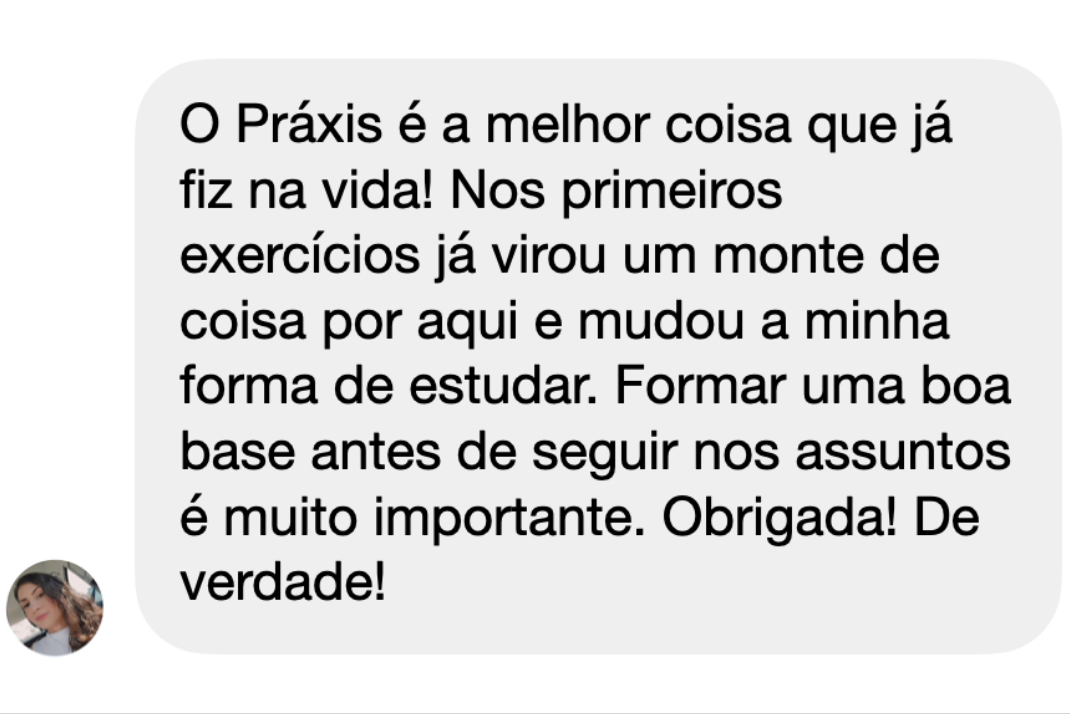 O Práxis é a melhor coisa que já
fiz na vida! Nos primeiros
exercícios já virou um monte de
coisa por aqui e mudou a minha
forma de estudar. Formar uma boa
base antes de seguir nos assuntos
é muito importante. Obrigada! De
verdade!